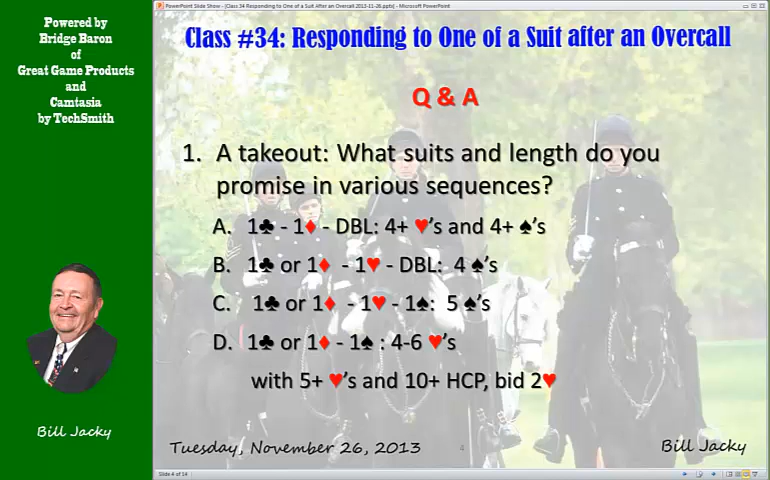 PowerPoint Slide Show - [Class 34 Responding to One of a Suit After an Overcall 2013-11-26.ppb] - Microsoft PowerPoint
Powered by
Bridge Baron
of
Great Game Products
and
Camtasia
by TechSmith
Class #34: Responding to One of a Suit after an Overcall
Q & A
1. A takeout: What suits and length do you
promise in various sequences?
A. 1♣ - 1♦ - DBL: 4+ ♥'s and 4+ ♠'s
B. 1♣ or 1♦ - 1♥ - DBL: 4 ♠'s
C. 1♣ or 1♦ - 1♥ - 1♠: 5 ♠'s
D. 1♣ or 1♦ - 1♠ : 4-6 ♥'s
with 5+ ♥'s and 10+ HCP, bid 2♥
Bill Jacky
Tuesday, November 26, 2013
4
Bill Jacky
Slide 4 of 14